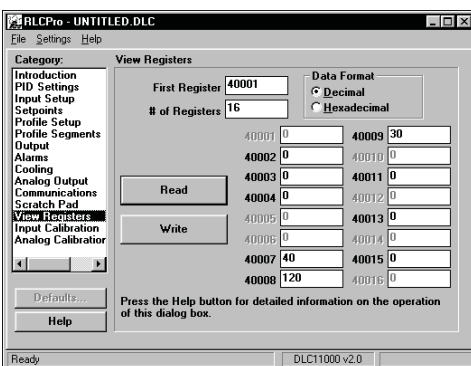 RLCPro - UNTITLED.DLC
File Settings Help
Category:
Introduction
PID Settings
Input Setup
Setpoints
Profile Setup
Profile Segments
Output
Alarms
Cooling
Analog Output
Communications
Scratch Pad
View Registers
Input Calibration
Analog Calibration
Defaults...
Help
View Registers
First Register 40001
# of Registers 16
Data Format
Decimal
Hexadecimal
Read
Write
40001 0
40002 0
40003 0
40004 0
40005 0
40006 0
40007 40
40008 120
40009 30
40010 0
40011 0
40012 0
40013 0
40014 0
40015 0
40016 0
Press the Help button for detailed information on the operation
of this dialog box.
Ready
DLC11000 v2.0